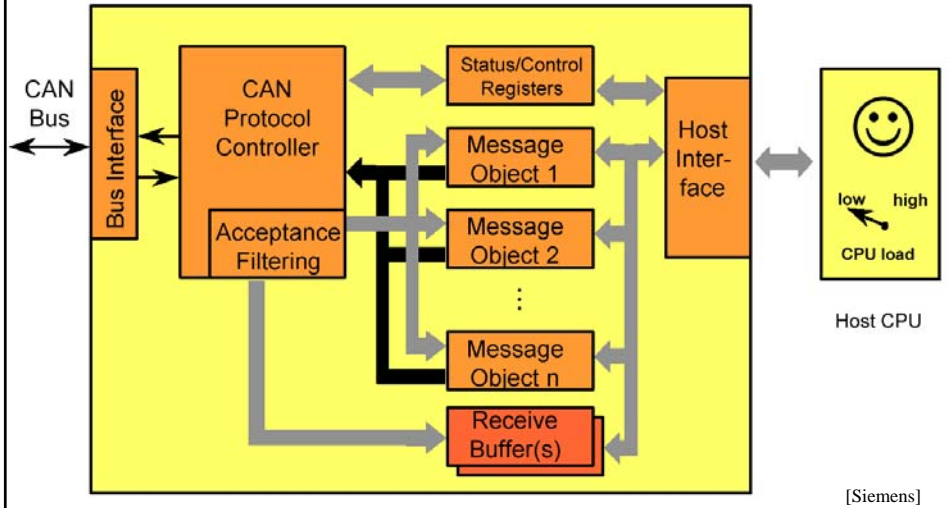 CAN
Bus
Bus Interface
CAN
Protocol
Controller
Acceptance
Filtering
Status/Control
Registers
Message
Object 1
Message
Object 2
⋮
Message
Object n
Receive
Buffer(s)
Host
Inter-
face
low high
CPU load
Host CPU
[Siemens]